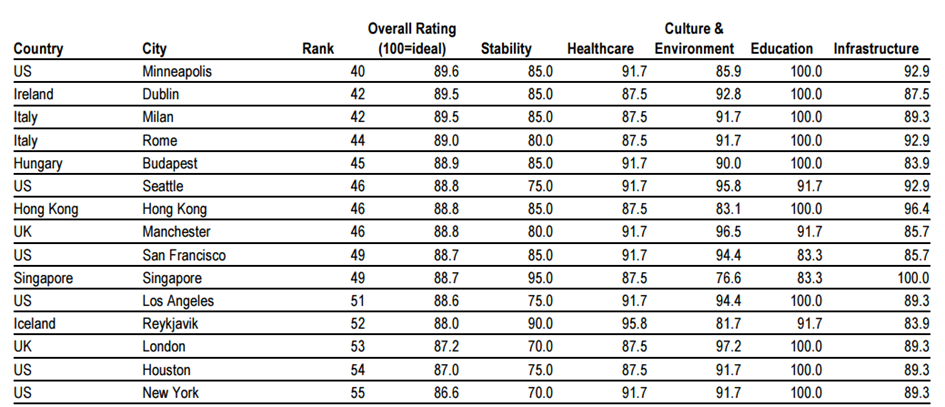 Overall Rating Culture &
Country City Rank (100=ideal) Stability Healthcare Environment Education Infrastructure
US Minneapolis 40 89.6 85.0 91.7 85.9 100.0 92.9
Ireland Dublin 42 89.5 85.0 87.5 92.8 100.0 87.5
Italy Milan 42 89.5 85.0 87.5 91.7 100.0 89.3
Italy Rome 44 89.0 80.0 87.5 91.7 100.0 92.9
Hungary Budapest 45 88.9 85.0 91.7 90.0 100.0 83.9
US Seattle 46 88.8 75.0 91.7 95.8 91.7 92.9
Hong Kong Hong Kong 46 88.8 85.0 87.5 83.1 100.0 96.4
UK Manchester 46 88.8 80.0 91.7 96.5 91.7 85.7
US San Francisco 49 88.7 85.0 91.7 94.4 83.3 85.7
Singapore Singapore 49 88.7 95.0 87.5 76.6 83.3 100.0
US Los Angeles 51 88.6 75.0 91.7 94.4 100.0 89.3
Iceland Reykjavik 52 88.0 90.0 95.8 81.7 91.7 83.9
UK London 53 87.2 70.0 87.5 97.2 100.0 89.3
US Houston 54 87.0 75.0 87.5 91.7 100.0 89.3
US New York 55 86.6 70.0 91.7 91.7 100.0 89.3